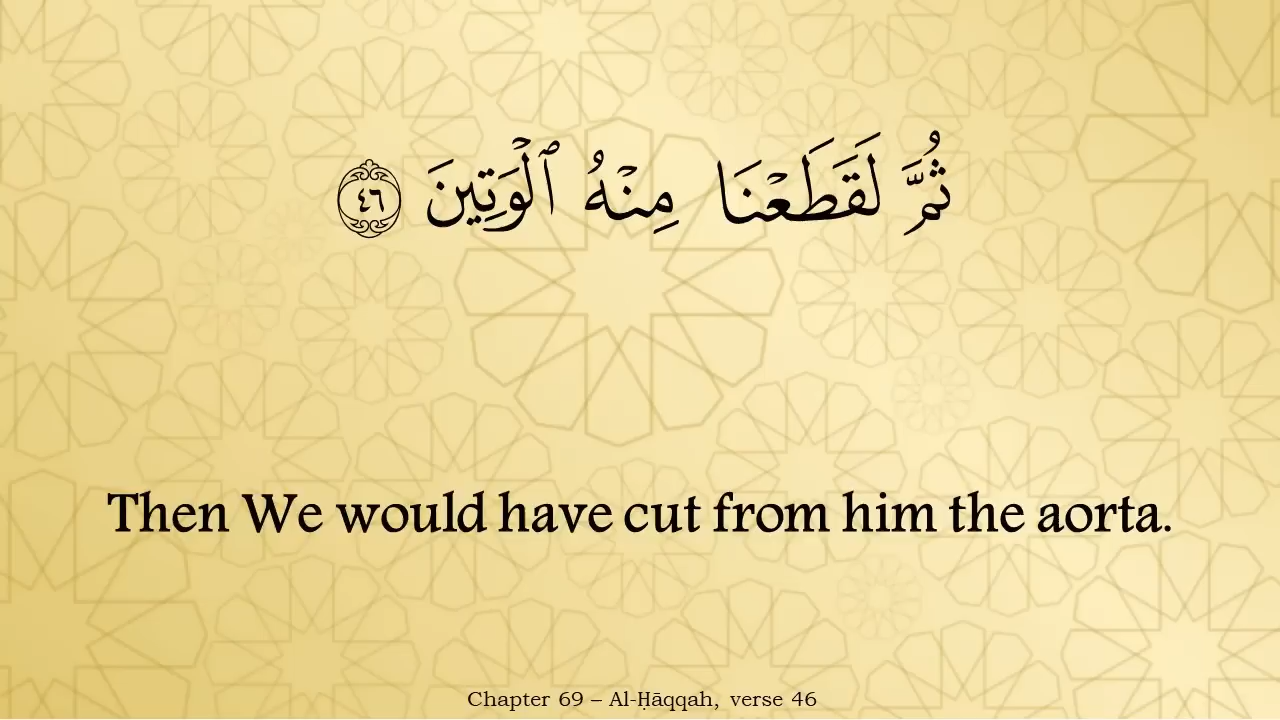 ثُمَّ لَقَطَعْنَا مِنْهُ ٱلْوَتِينَ ٤٦
Then We would have cut from him the aorta.
Chapter 69 – Al-Ḥāqqah, verse 46